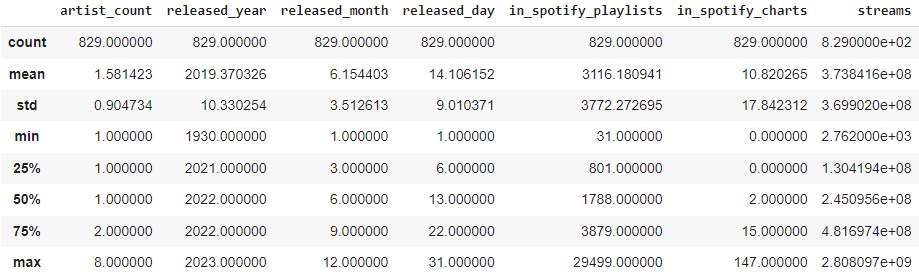 artist_count released_year released_month released_day in_spotify_playlists in_spotify_charts streams
count 829.000000 829.000000 829.000000 829.000000 829.000000 829.000000 8.290000e+02
mean 1.581423 2019.370326 6.154403 14.106152 3116.180941 10.820265 3.738416e+08
std 0.904734 10.330254 3.512613 9.010371 3772.272695 17.842312 3.699020e+08
min 1.000000 1930.000000 1.000000 1.000000 31.000000 0.000000 2.762000e+03
25% 1.000000 2021.000000 3.000000 6.000000 801.000000 0.000000 1.304194e+08
50% 1.000000 2022.000000 6.000000 13.000000 1788.000000 2.000000 2.450956e+08
75% 2.000000 2022.000000 9.000000 22.000000 3879.000000 15.000000 4.816974e+08
max 8.000000 2023.000000 12.000000 31.000000 29499.000000 147.000000 2.808097e+09